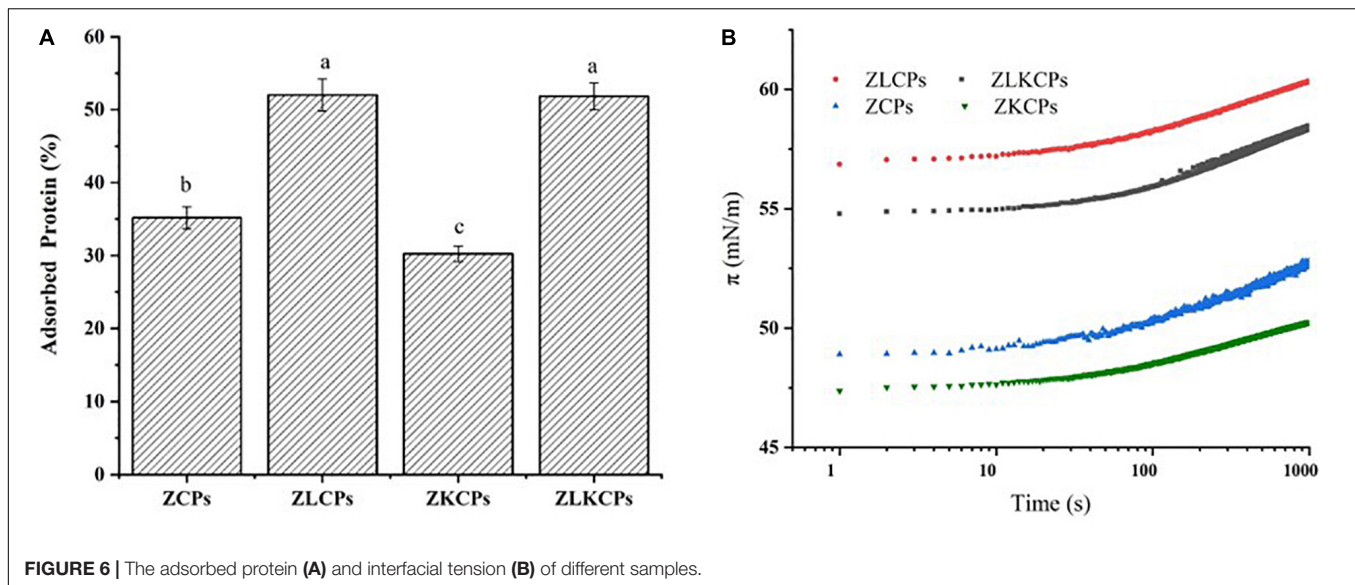 A
60
50
40
30
20
10
0
Adsorbed Protein (%)
b
a
c
a
ZCPs ZLCPs ZKCPs ZLKCPs
B
ZLCPs ZLKCPs
ZCPs ZKCPs
60
55
50
45
π (mN/m)
1 10 100 1000
Time (s)
FIGURE 6 | The adsorbed protein (A) and interfacial tension (B) of different samples.